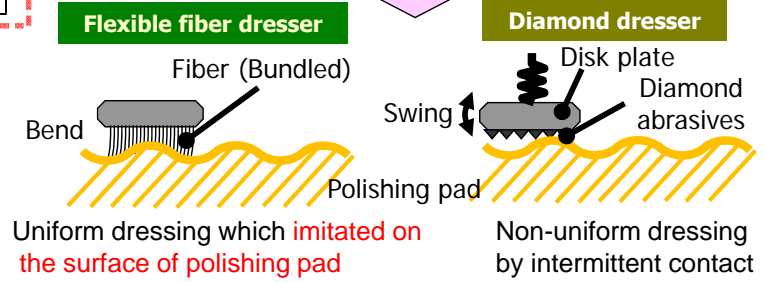 Flexible fiber dresser
Fiber (Bundled)
Bend
Uniform dressing which imitated on
the surface of polishing pad
Diamond dresser
Disk plate
Diamond
abrasives
Swing
Polishing pad
Non-uniform dressing
by intermittent contact